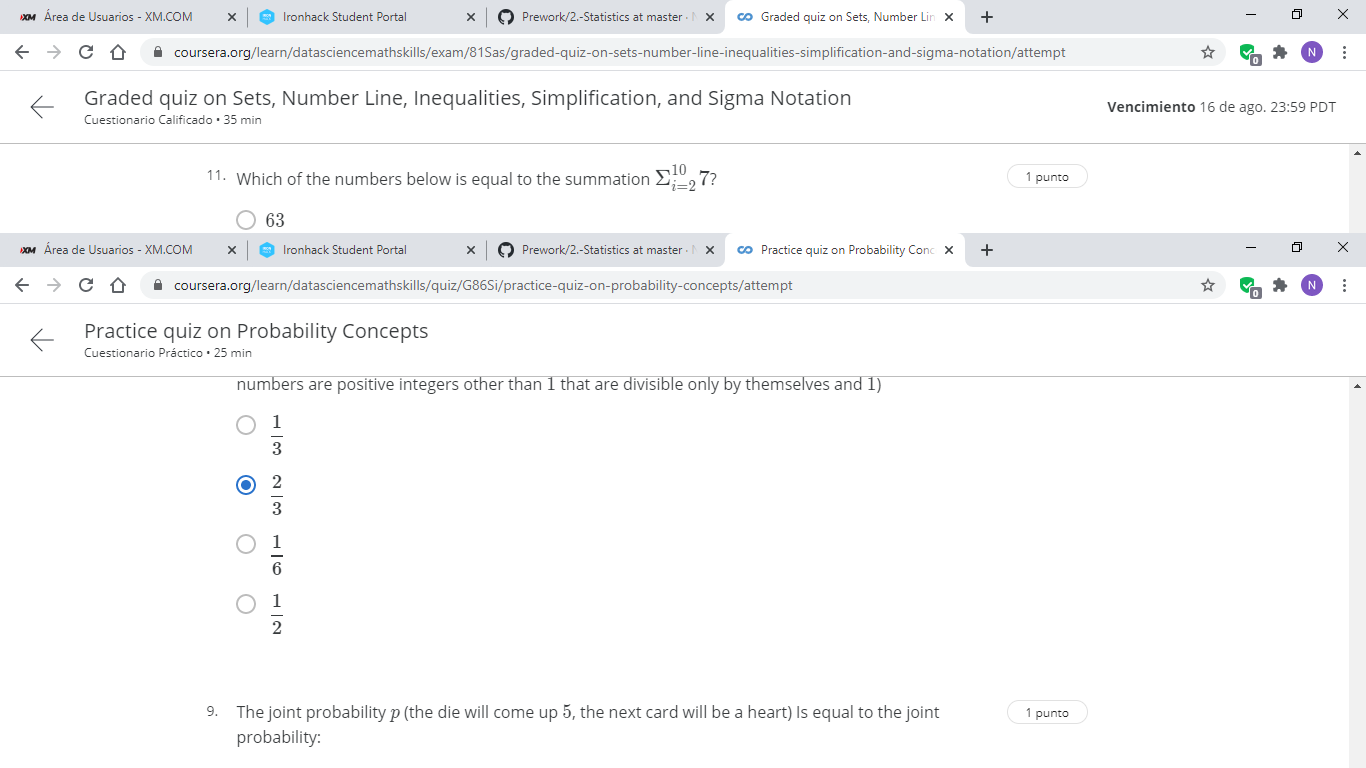 XM Área de Usuarios - XM.COM
Ironhack Student Portal
Prework/2.-Statistics at master ·
Graded quiz on Sets, Number Lin
coursera.org/learn/datasciencemathskills/exam/81Sas/graded-quiz-on-sets-number-line-inequalities-simplification-and-sigma-notation/attempt
0
N
Graded quiz on Sets, Number Line, Inequalities, Simplification, and Sigma Notation
Cuestionario Calificado • 35 min
Vencimiento 16 de ago. 23:59 PDT
11. Which of the numbers below is equal to the summation Σ_{i=2}^{10} 7?
1 punto
63
XM Área de Usuarios - XM.COM
Ironhack Student Portal
Prework/2.-Statistics at master ·
Practice quiz on Probability Conc
coursera.org/learn/datasciencemathskills/quiz/G86Si/practice-quiz-on-probability-concepts/attempt
0
N
Practice quiz on Probability Concepts
Cuestionario Práctico • 25 min
numbers are positive integers other than 1 that are divisible only by themselves and 1)
1/3
2/3
1/6
1/2
9. The joint probability p (the die will come up 5, the next card will be a heart) Is equal to the joint
probability:
1 punto